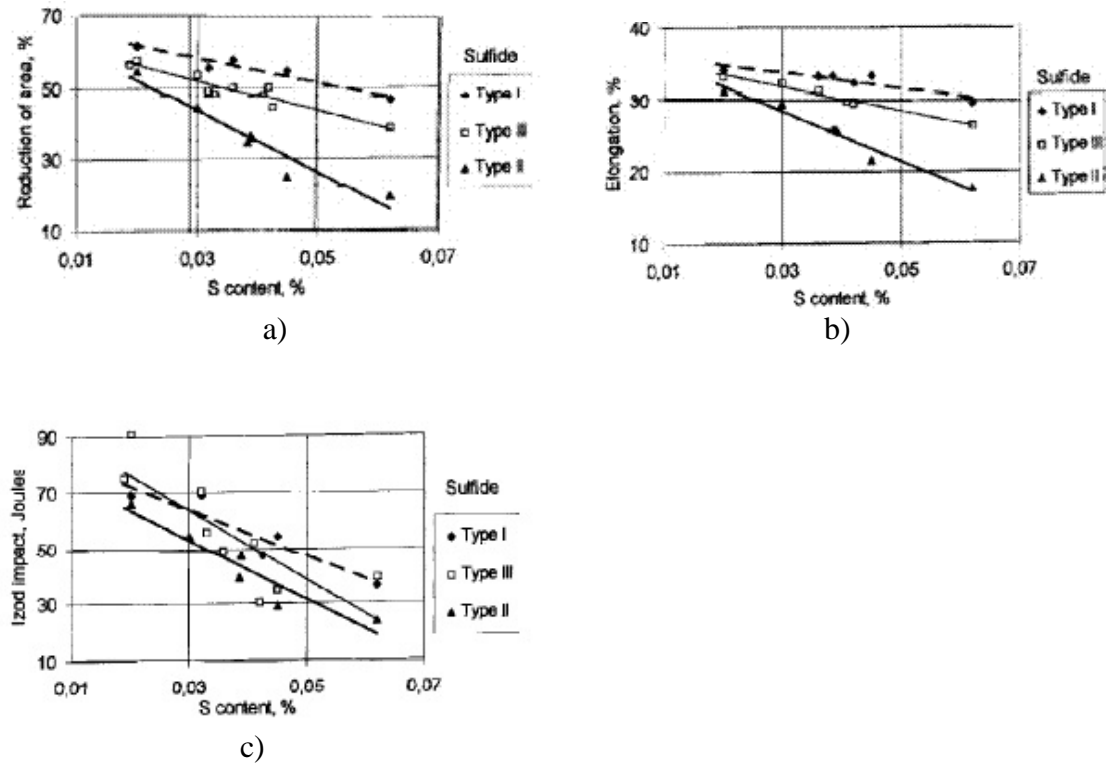 70
50
30
10
Reduction of area, %
0,01 0,03 0,05 0,07
S content, %
Sulfide
Type I
Type III
Type II
a)
40
30
20
10
Elongation, %
0,01 0,03 0,05 0,07
S content, %
Sulfide
Type I
Type III
Type II
b)
90
70
50
30
10
Izod impact, Joules
0,01 0,03 0,05 0,07
S content, %
Sulfide
Type I
Type III
Type II
c)